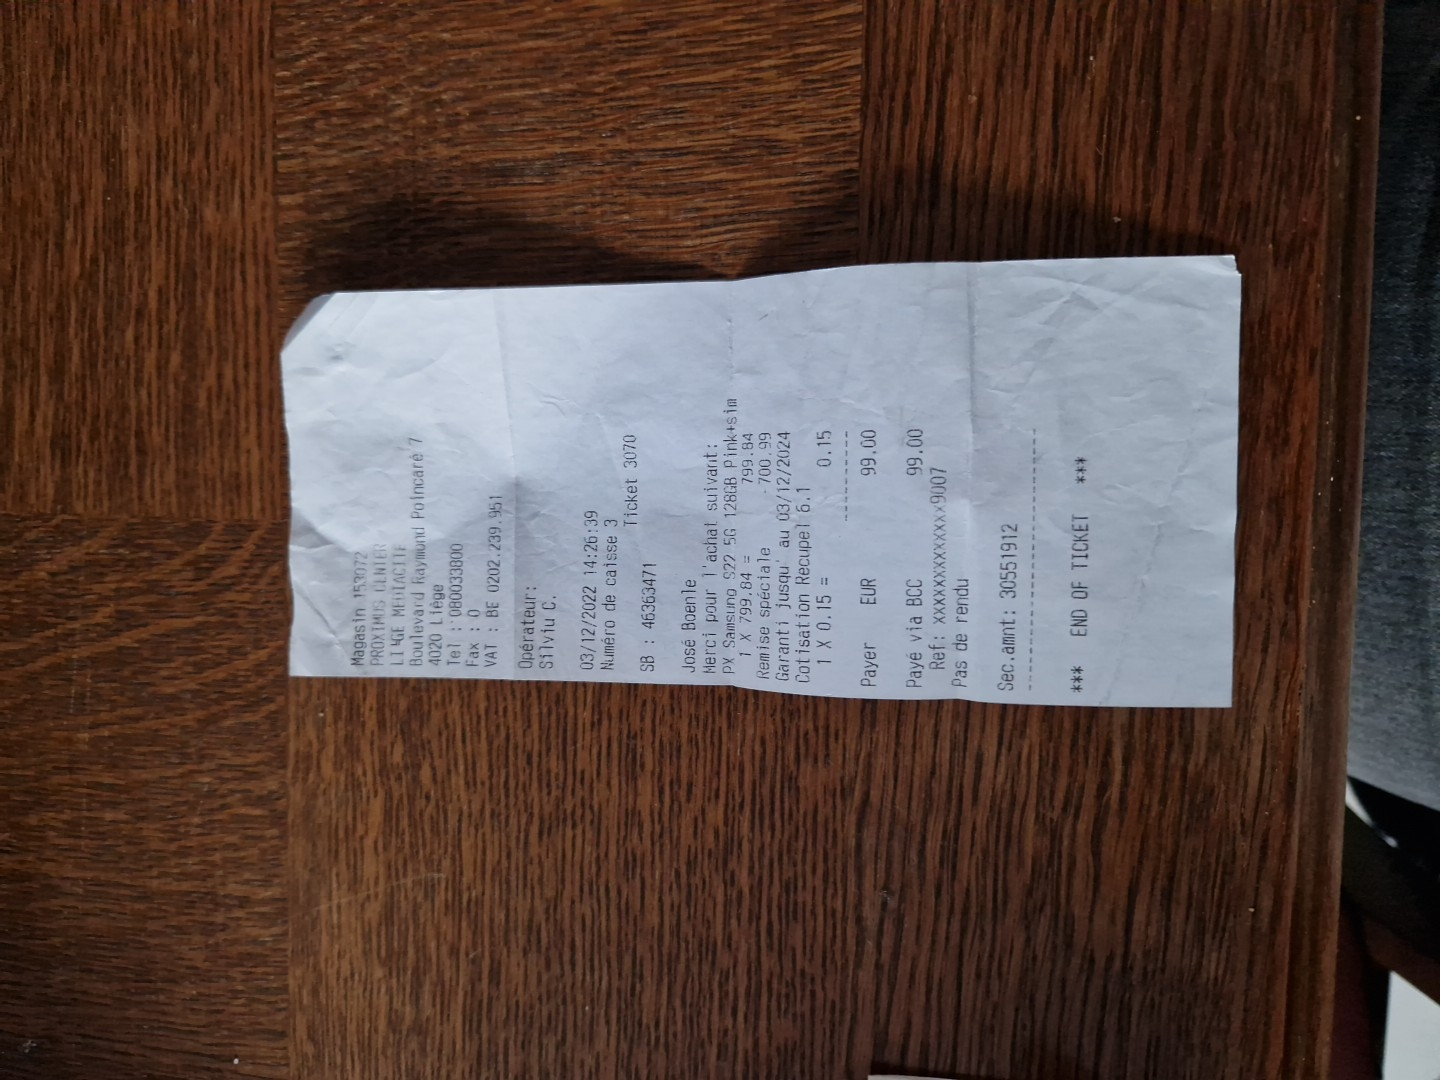 Magasin 153072
PROXIMUS CENTER
LIEGE MEDIACITE
Boulevard Raymond Poincaré 7
4020 Liège
Tel : 080033800
Fax : 0
VAT : BE 0202.239.951
Opérateur:
Silviu C.
03/12/2022 14:26:39
Numéro de caisse 3
Ticket 3070
SB : 46363471
José Boenle
Merci pour l'achat suivant:
PX Samsung S22 5G 128GB Pink+sim
1 X 799.84 = 799.84
Remise spéciale -700.99
Garanti jusqu' au 03/12/2024
Cotisation Recupel 6.1
1 X 0.15 = 0.15
-----------
Payer EUR 99.00
Payé via BCC 99.00
Ref: xxxxxxxxxxxxx9007
Pas de rendu
Sec.amnt: 30551912
--------------------------------
*** END OF TICKET ***